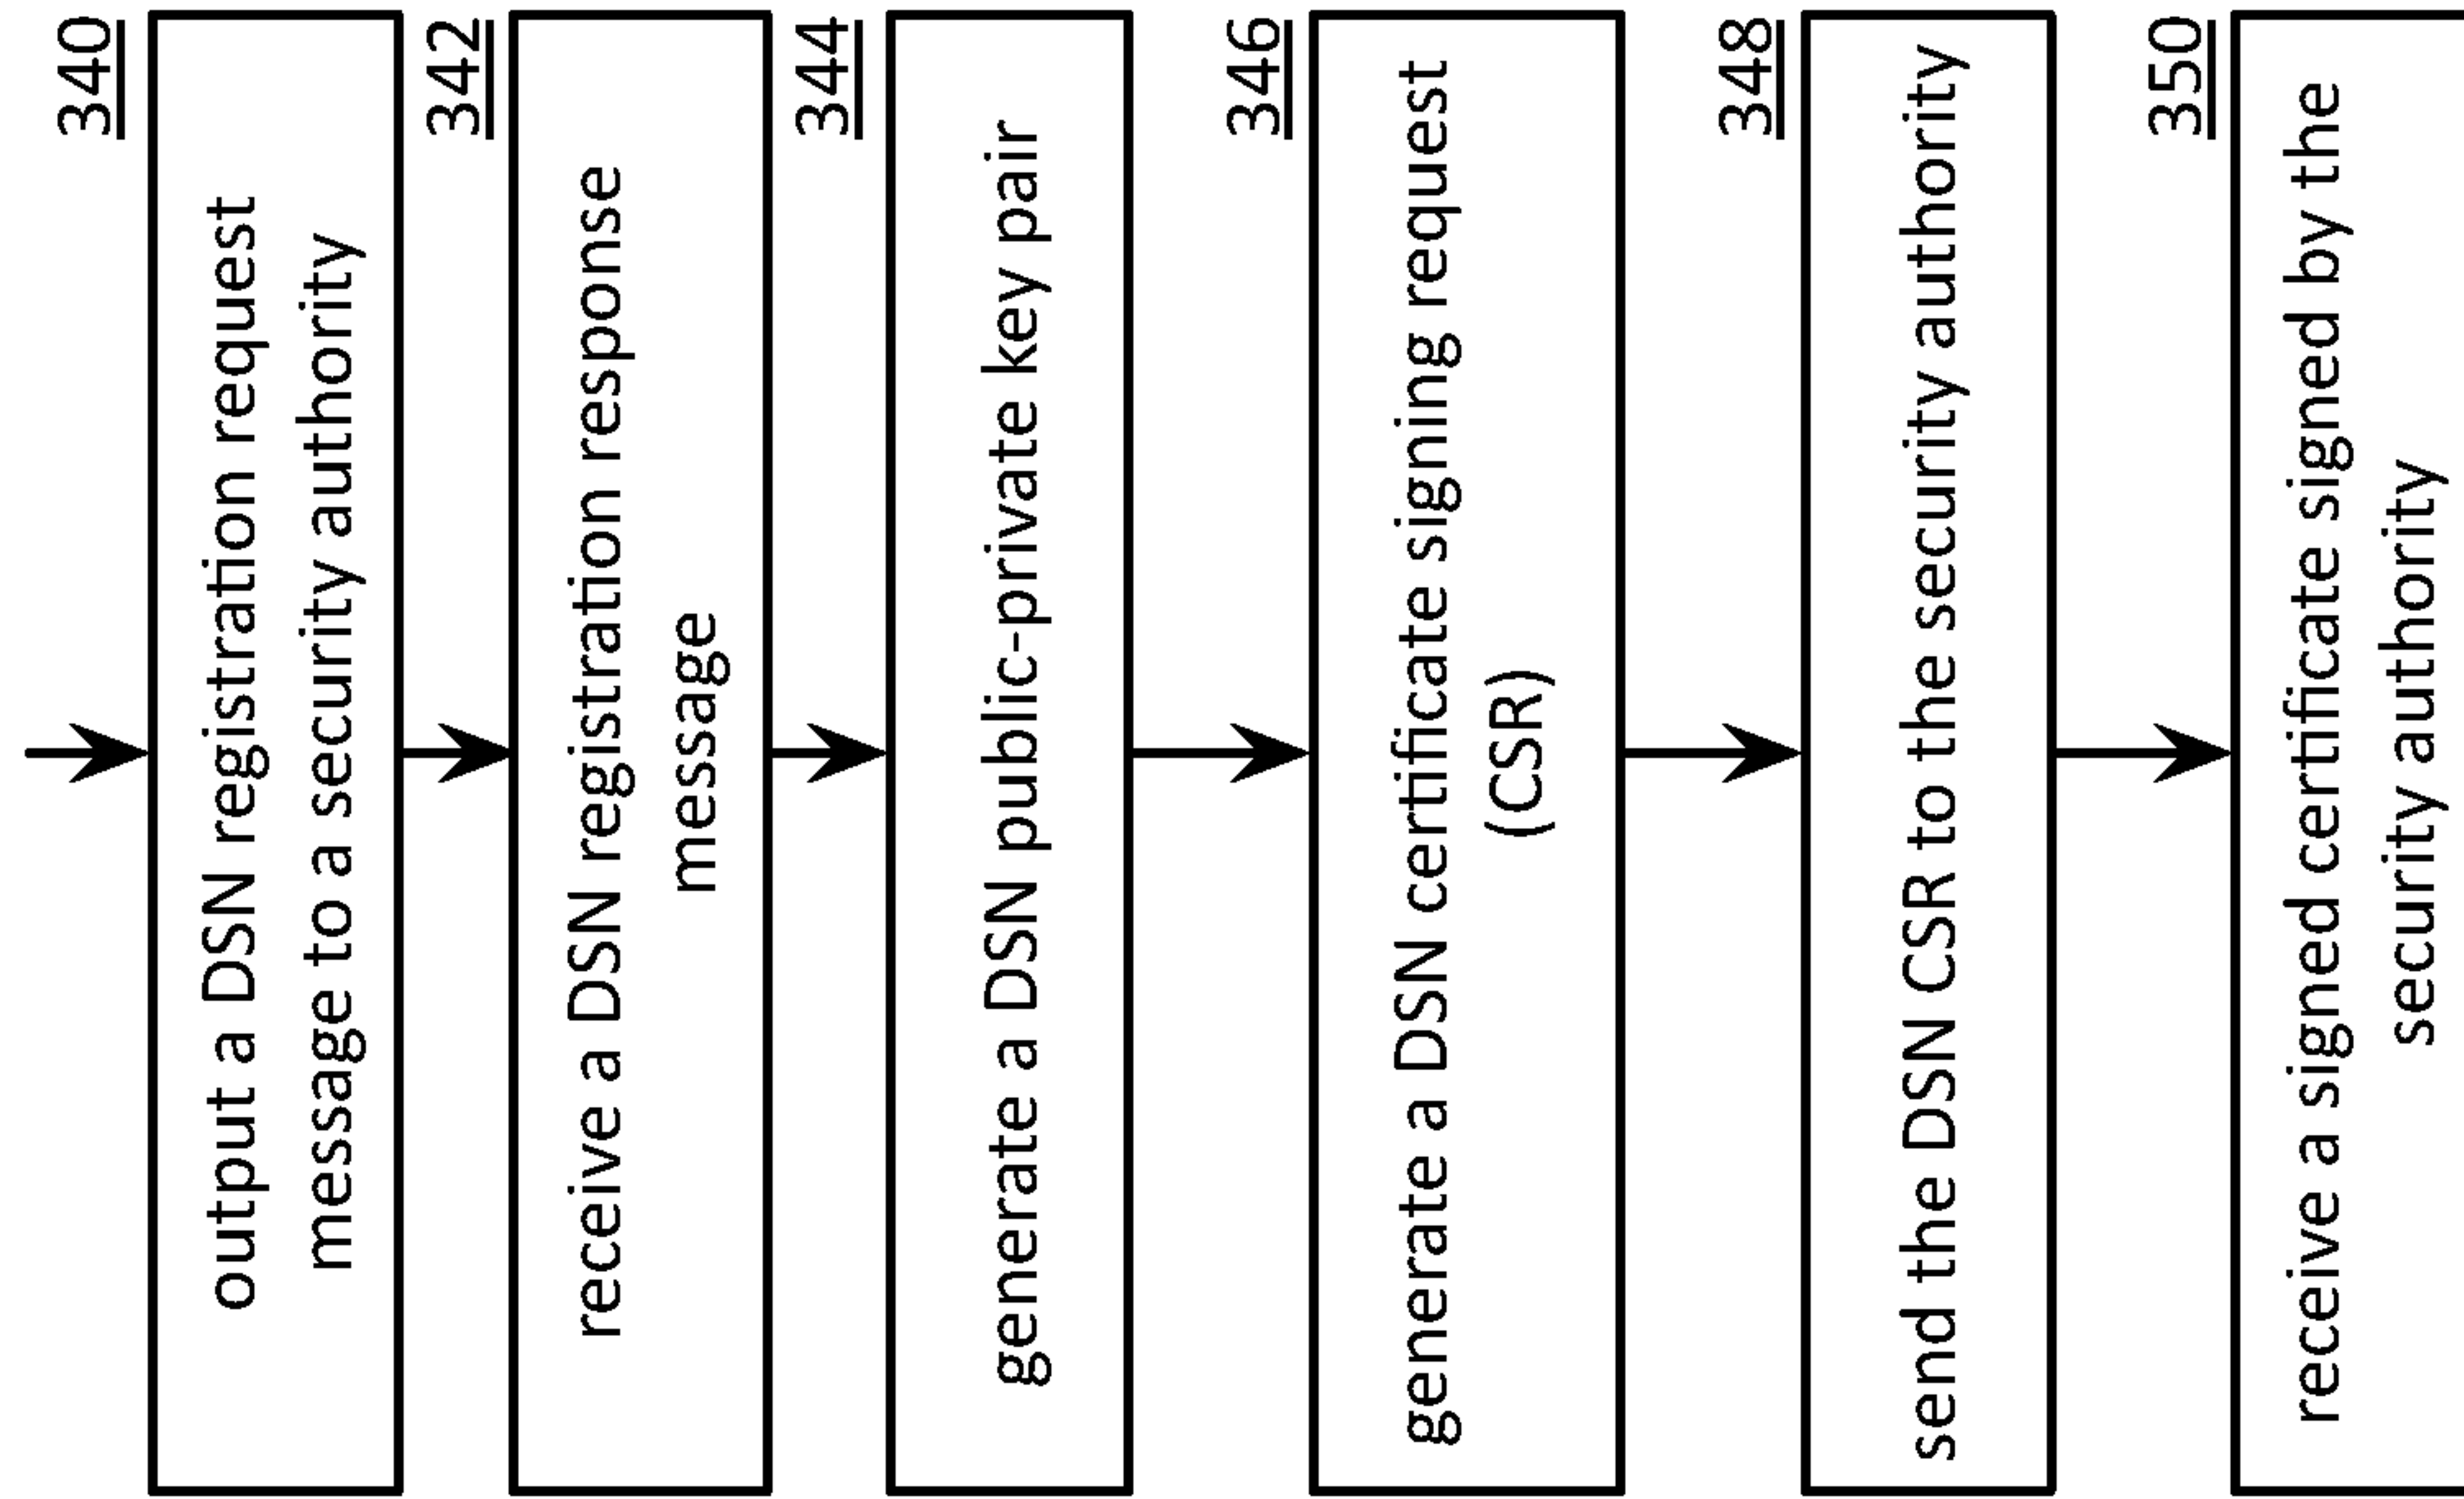 340
output a DSN registration request
message to a security authority
342
receive a DSN registration response
message
344
generate a DSN public-private key pair
346
generate a DSN certificate signing request
(CSR)
348
send the DSN CSR to the security authority
350
receive a signed certificate signed by the
security authority